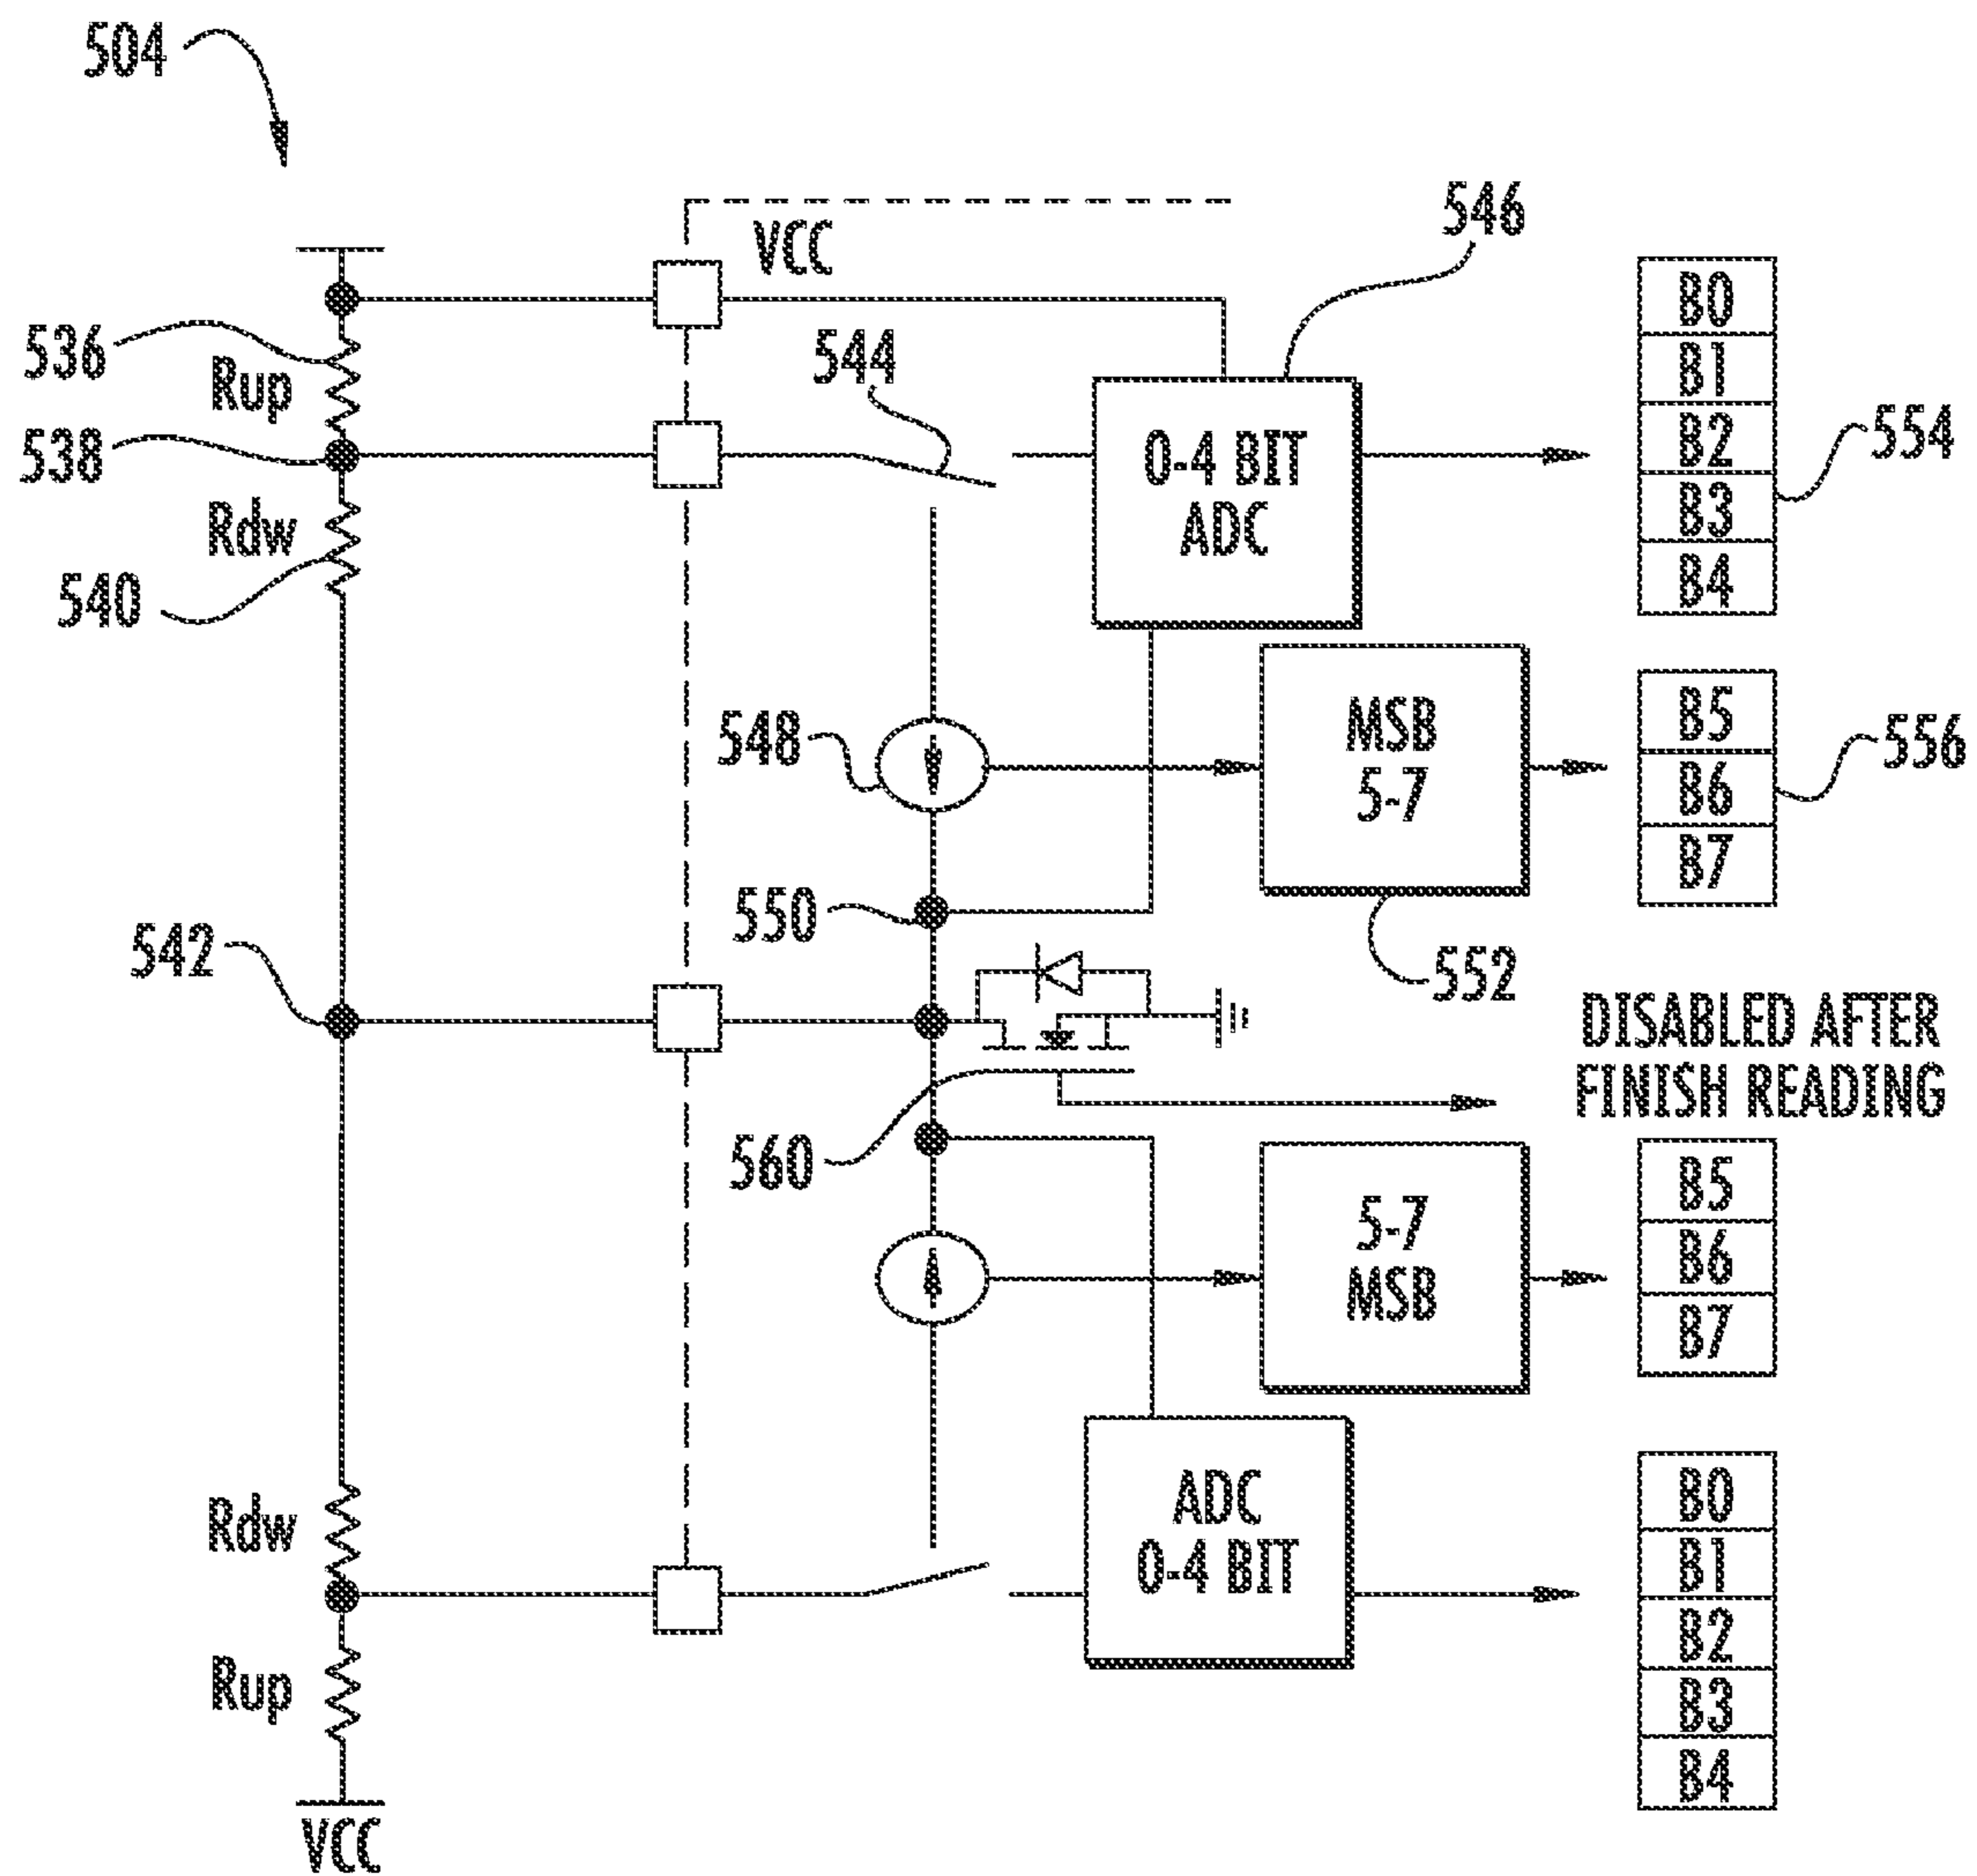 504
546
VCC
B0
536
544
B1
Rup
554
B2
538
0-4 BIT
ADC
B3
Rdw
B4
540
548
MSB
5-7
B5
556
B6
B7
550
542
552
DISABLED AFTER
FINISH READING
560
5-7
MSB
B5
B6
B7
Rdw
ADC
0-4 BIT
B0
B1
B2
Rup
B3
B4
VCC